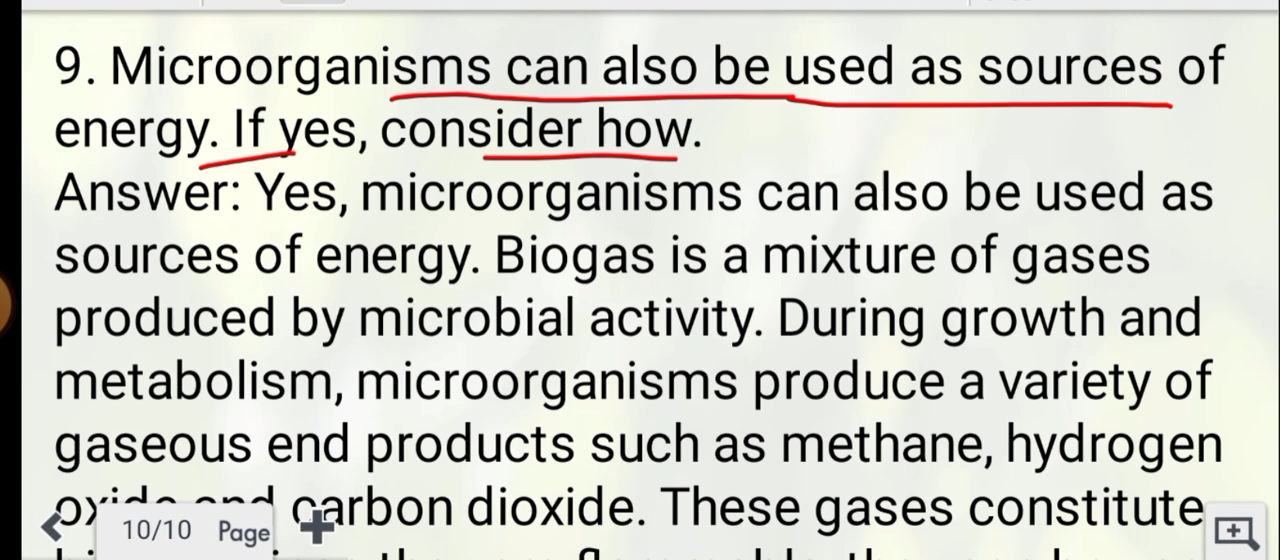 9. Microorganisms can also be used as sources of
energy. If yes, consider how.
Answer: Yes, microorganisms can also be used as
sources of energy. Biogas is a mixture of gases
produced by microbial activity. During growth and
metabolism, microorganisms produce a variety of
gaseous end products such as methane, hydrogen
oxide and carbon dioxide. These gases constitute
10/10 Page